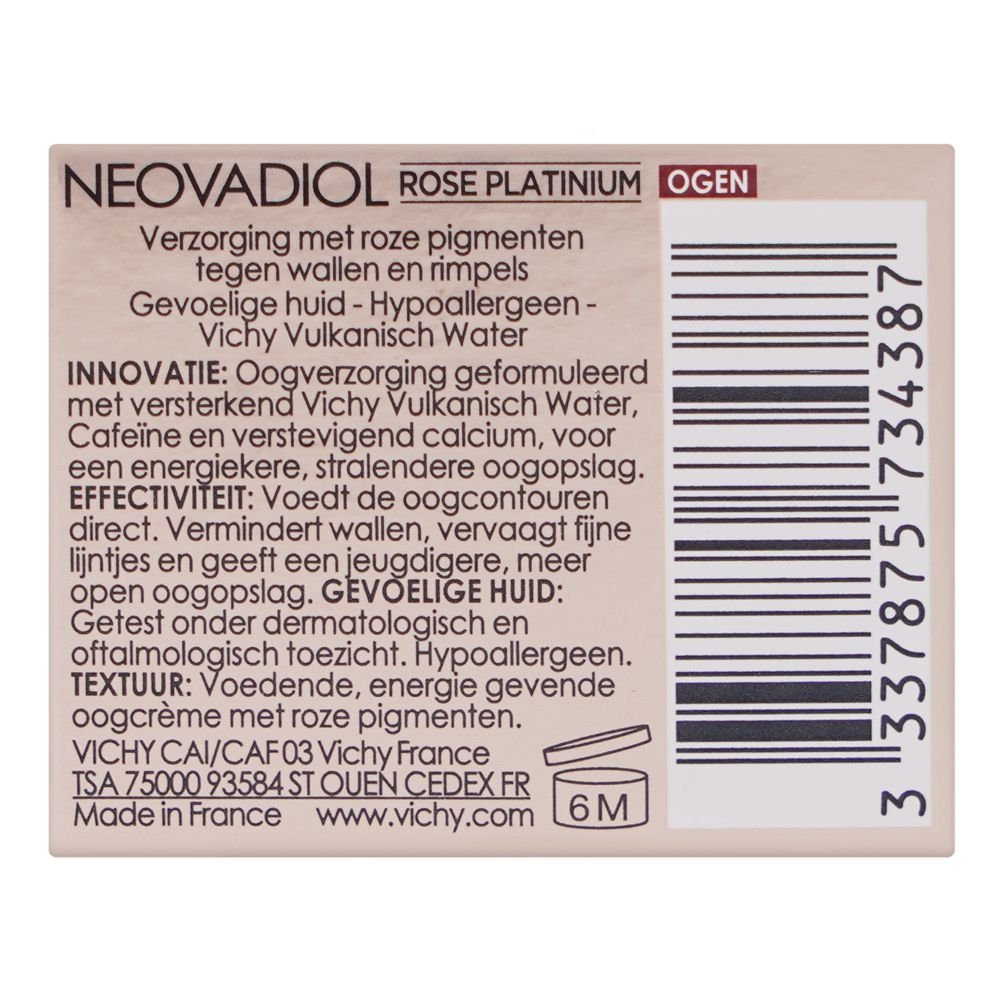 NEOVADIOL ROSE PLATINIUM OGEN
Verzorging met roze pigmenten
tegen wallen en rimpels
Gevoelige huid - Hypoallergeen -
Vichy Vulkanisch Water
INNOVATIE: Oogverzorging geformuleerd
met versterkend Vichy Vulkanisch Water,
Cafeïne en verstevigend calcium, voor
een energiekere, stralendere oogopslag.
EFFECTIVITEIT: Voedt de oogcontouren
direct. Vermindert wallen, vervaagt fijne
lijntjes en geeft een jeugdigere, meer
open oogopslag. GEVOELIGE HUID:
Getest onder dermatologisch en
oftalmologisch toezicht. Hypoallergeen.
TEXTUUR: Voedende, energie gevende
oogcrème met roze pigmenten.
VICHY CAI/CAF 03 Vichy France
TSA 75000 93584 ST OUEN CEDEX FR
Made in France www.vichy.com
6 M
3 337875 734387